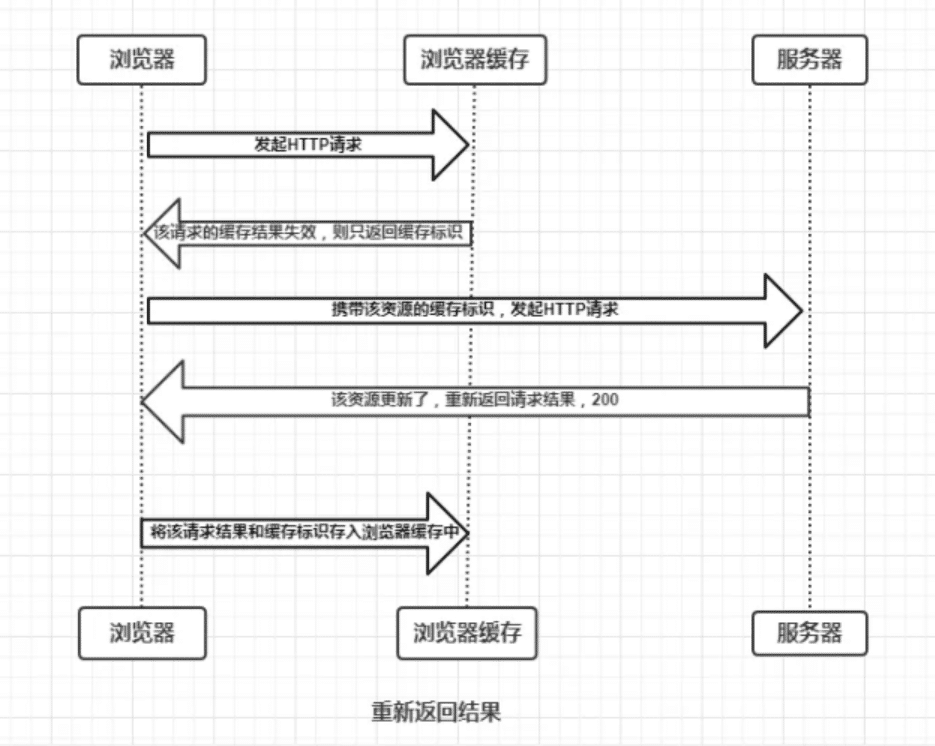 浏览器
浏览器缓存
服务器
发起HTTP请求
该请求的缓存结果失效，则只返回缓存标识
携带该资源的缓存标识，发起HTTP请求
该资源更新了，重新返回请求结果，200
将该请求结果和缓存标识存入浏览器缓存中
浏览器
浏览器缓存
服务器
重新返回结果